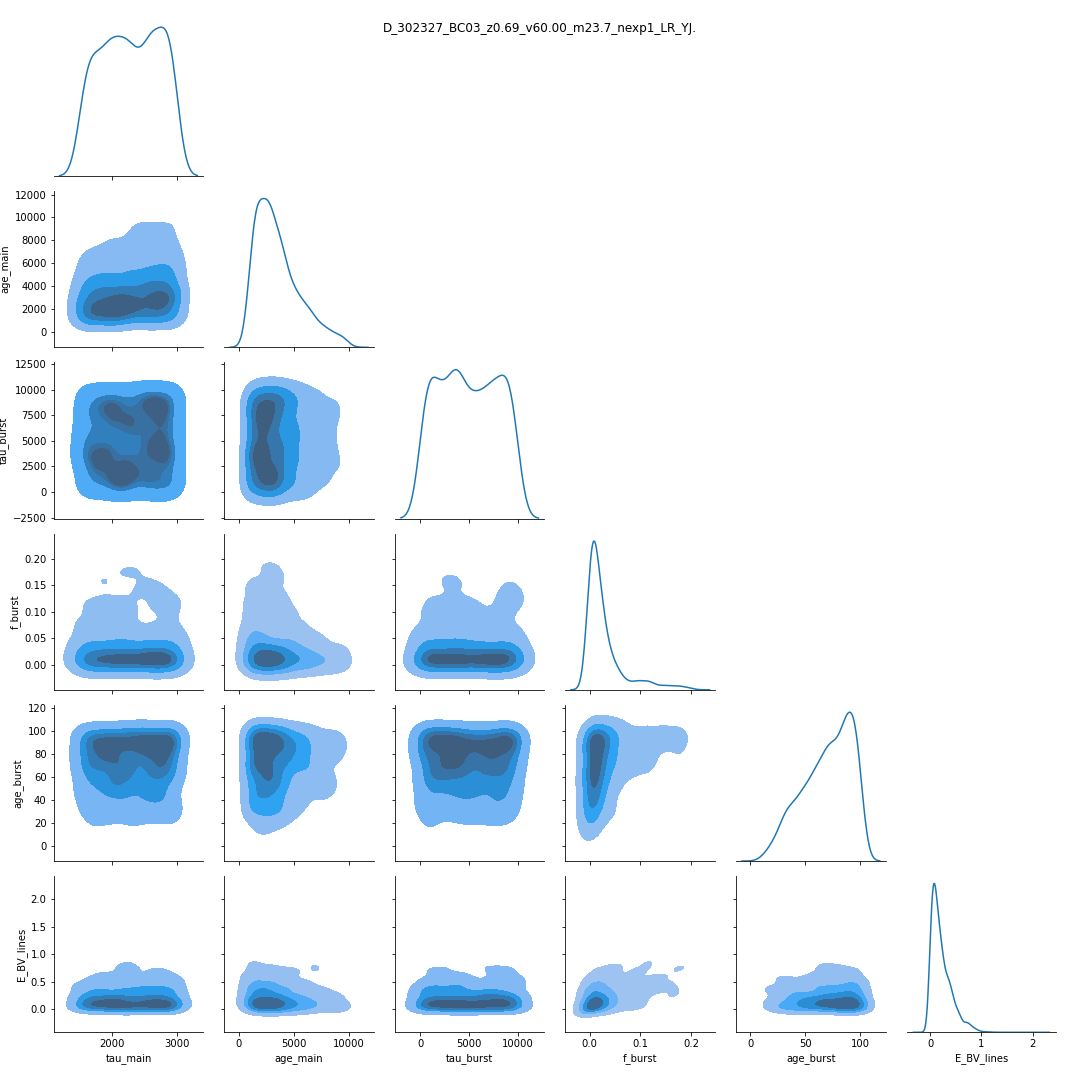 D_302327_BC03_z0.69_v60.00_m23.7_nexp1_LR_YJ.
12000
10000
8000
6000
4000
2000
0
age_main
12500
10000
7500
5000
2500
0
−2500
tau_burst
0.20
0.15
0.10
0.05
0.00
f_burst
120
100
80
60
40
20
0
age_burst
2.0
1.5
1.0
0.5
0.0
E_BV_lines
2000 3000
0 5000 10000
0 5000 10000
0.0 0.1 0.2
0 50 100
0 1 2
tau_main age_main tau_burst f_burst age_burst E_BV_lines